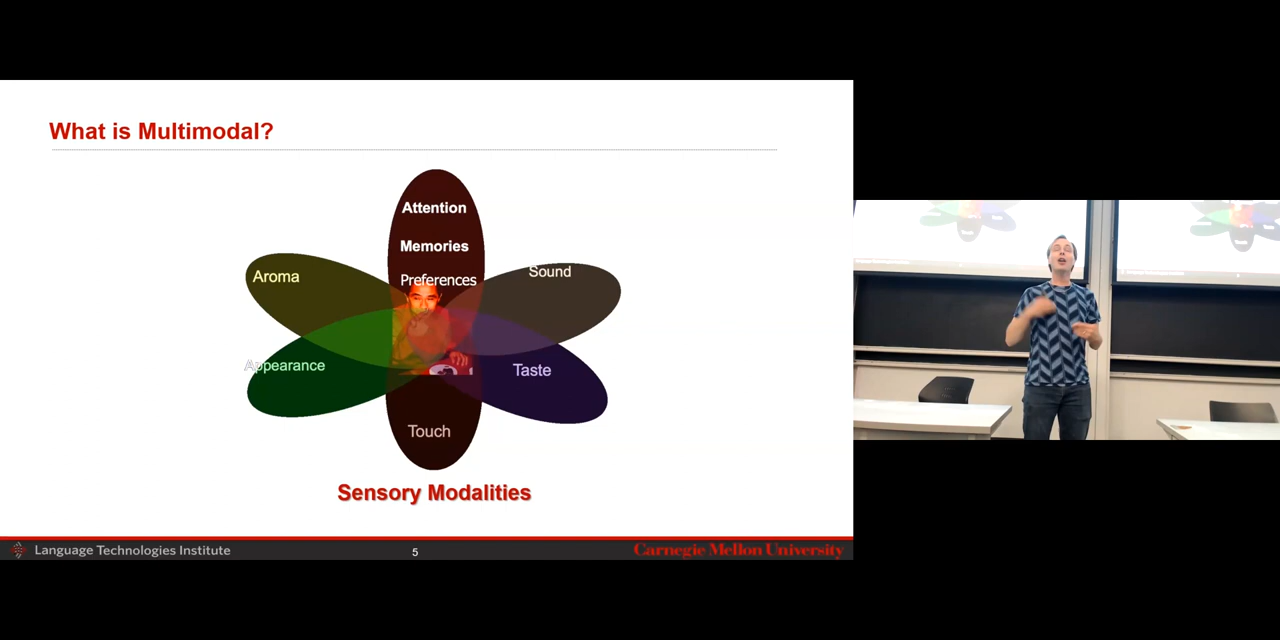 What is Multimodal?
Attention
Memories
Preferences
Sound
Aroma
Appearance
Taste
Touch
Sensory Modalities
Language Technologies Institute
5
Carnegie Mellon University